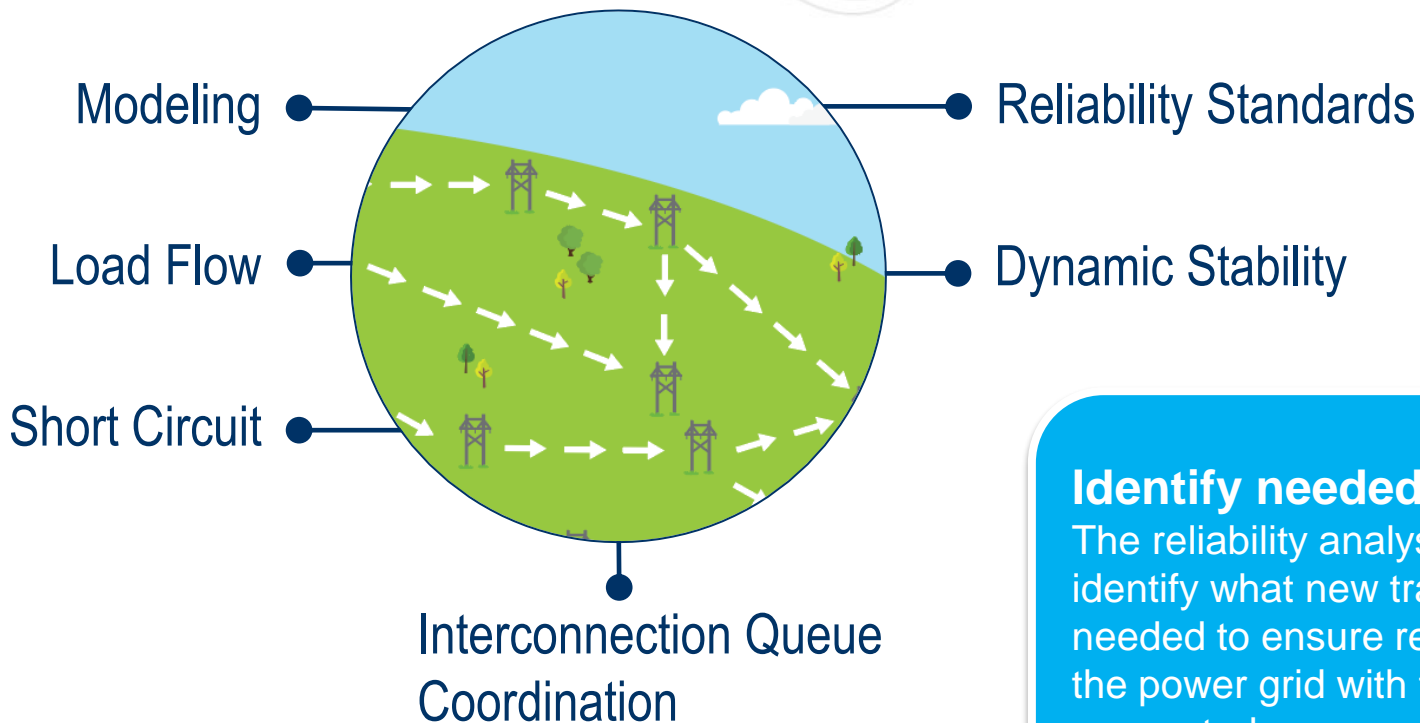 Modeling
Reliability Standards
Load Flow
Dynamic Stability
Short Circuit
Interconnection Queue
Coordination
Identify needed
The reliability analys
identify what new tra
needed to ensure re
the power grid with